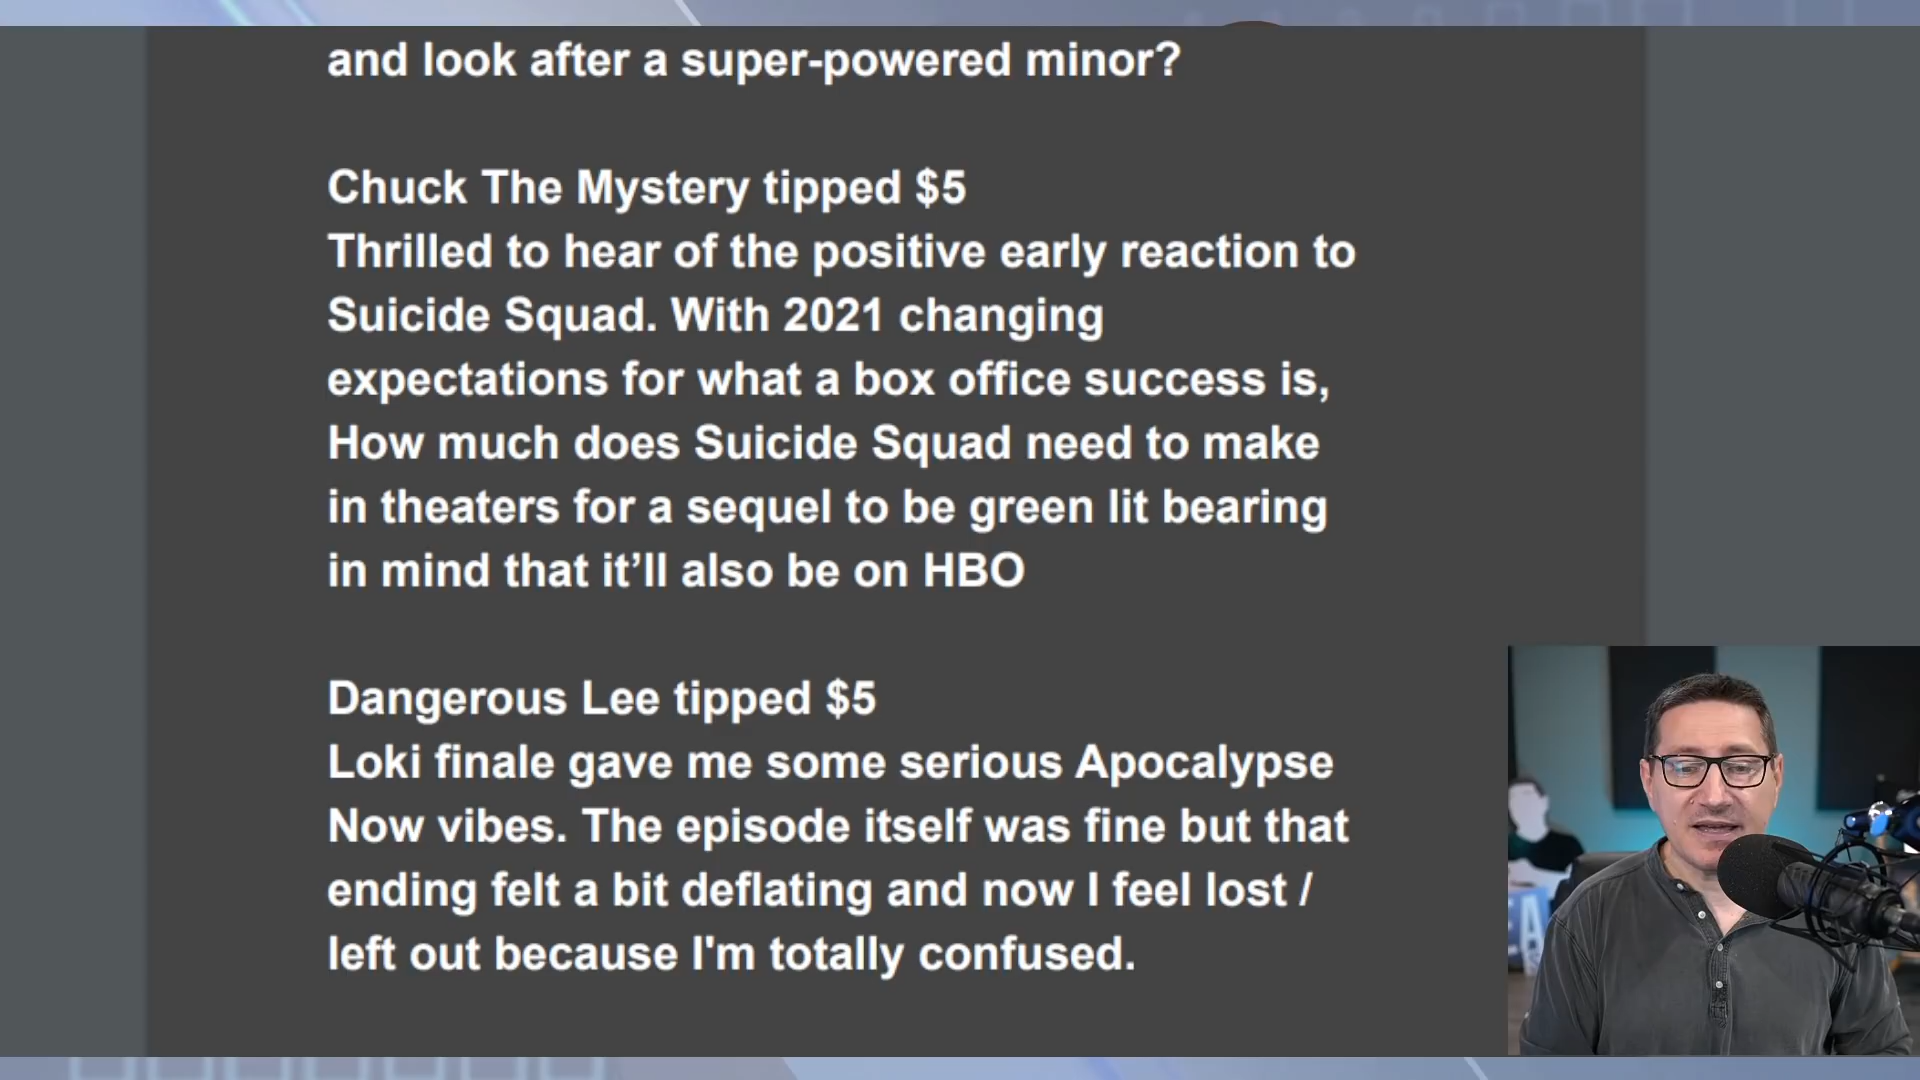 and look after a super-powered minor?
Chuck The Mystery tipped $5
Thrilled to hear of the positive early reaction to
Suicide Squad. With 2021 changing
expectations for what a box office success is,
How much does Suicide Squad need to make
in theaters for a sequel to be green lit bearing
in mind that it’ll also be on HBO
Dangerous Lee tipped $5
Loki finale gave me some serious Apocalypse
Now vibes. The episode itself was fine but that
ending felt a bit deflating and now I feel lost /
left out because I'm totally confused.